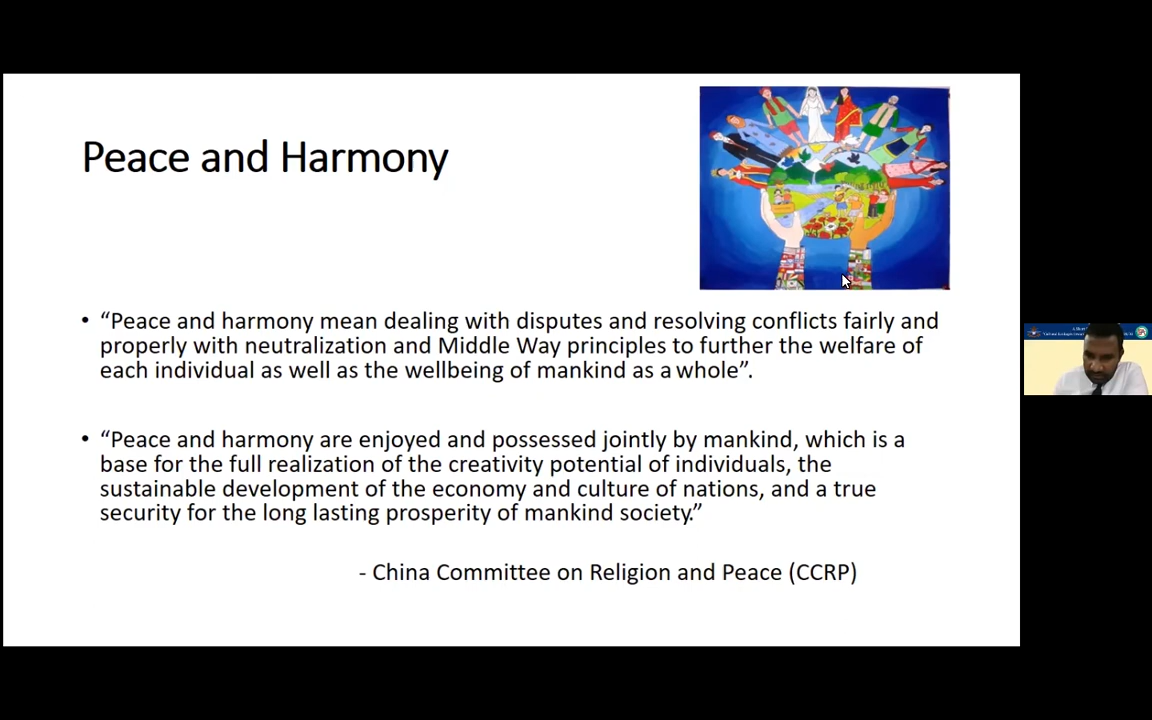 Peace and Harmony
• “Peace and harmony mean dealing with disputes and resolving conflicts fairly and
properly with neutralization and Middle Way principles to further the welfare of
each individual as well as the wellbeing of mankind as a whole”.
• “Peace and harmony are enjoyed and possessed jointly by mankind, which is a
base for the full realization of the creativity potential of individuals, the
sustainable development of the economy and culture of nations, and a true
security for the long lasting prosperity of mankind society.”
- China Committee on Religion and Peace (CCRP)